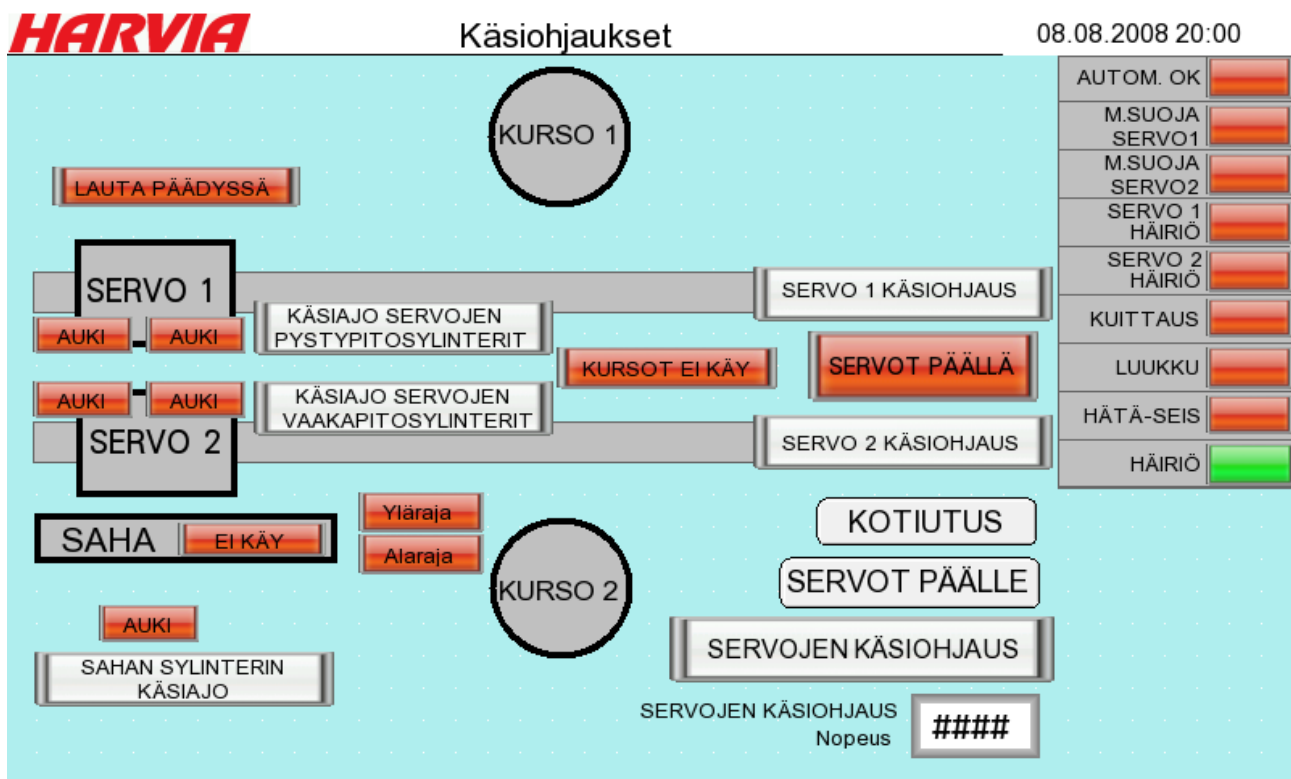 HARVIA
Käsiohjaukset
08.08.2008 20:00
AUTOM. OK
M.SUOJA
SERVO1
M.SUOJA
SERVO2
SERVO 1
HÄIRIÖ
SERVO 2
HÄIRIÖ
KUITTAUS
LUUKKU
HÄTÄ-SEIS
HÄIRIÖ
KURSO 1
LAUTA PÄÄDYSSÄ
SERVO 1
AUKI
AUKI
KÄSIAJO SERVOJEN
PYSTYPITOSYLINTERIT
SERVO 1 KÄSIOHJAUS
KURSOT EI KÄY
SERVOT PÄÄLLÄ
AUKI
AUKI
KÄSIAJO SERVOJEN
VAAKAPITOSYLINTERIT
SERVO 2
SERVO 2 KÄSIOHJAUS
SAHA
EI KÄY
Yläraja
Alaraja
KURSO 2
KOTIUTUS
SERVOT PÄÄLLE
AUKI
SAHAN SYLINTERIN
KÄSIAJO
SERVOJEN KÄSIOHJAUS
SERVOJEN KÄSIOHJAUS
Nopeus
####